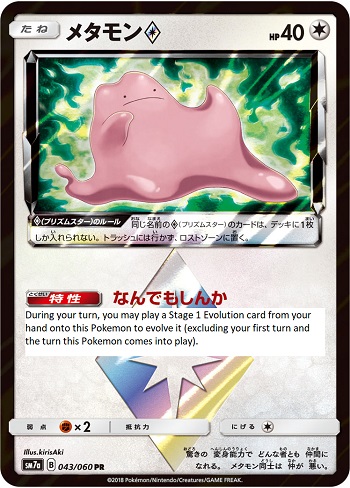 たね メタモン◇ HP40
◇(プリズムスター)のルール 同じ名前の◇(プリズムスター)のカードは、デッキに1枚
しか入れられない。トラッシュには行かず、ロストゾーンに置く。
とくせい
特性 なんでもしんか
During your turn, you may play a Stage 1 Evolution card from your
hand onto this Pokemon to evolve it (excluding your first turn and
the turn this Pokemon comes into play).
弱点 ×2 抵抗力 にげる
Illus.kirisAki
sm7a B 043/060 PR
驚きの 変身能力で どんな者とも 仲間に
なれる。 メタモン同士は 仲が 悪い。
©2018 Pokémon/Nintendo/Creatures/GAME FREAK.